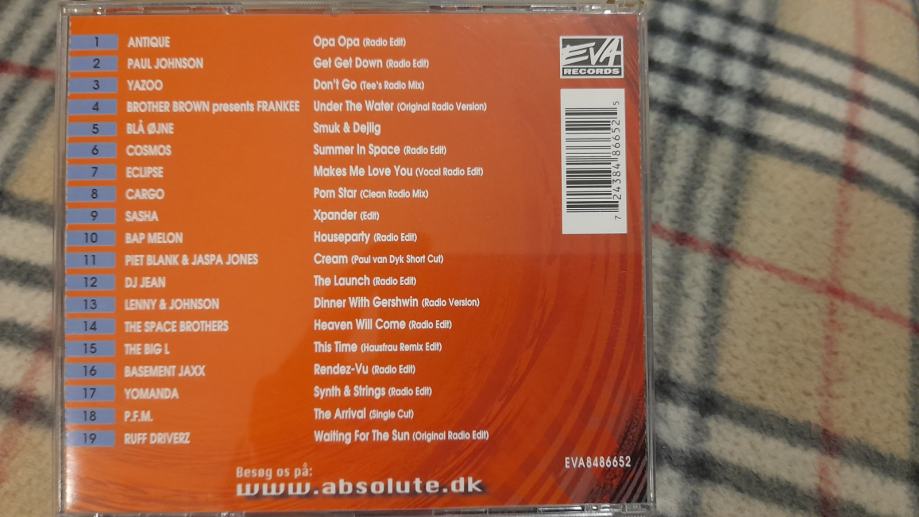 1 ANTIQUE Opa Opa (Radio Edit)
2 PAUL JOHNSON Get Get Down (Radio Edit)
3 YAZOO Don't Go (Tee's Radio Mix)
4 BROTHER BROWN presents FRANKEE Under The Water (Original Radio Version)
5 BLÅ ØJNE Smuk & Dejlig
6 COSMOS Summer In Space (Radio Edit)
7 ECLIPSE Makes Me Love You (Vocal Radio Edit)
8 CARGO Porn Star (Clean Radio Mix)
9 SASHA Xpander (Edit)
10 BAP MELON Houseparty (Radio Edit)
11 PIET BLANK & JASPA JONES Cream (Paul van Dyk Short Cut)
12 DJ JEAN The Launch (Radio Edit)
13 LENNY & JOHNSON Dinner With Gershwin (Radio Version)
14 THE SPACE BROTHERS Heaven Will Come (Radio Edit)
15 THE BIG L This Time (Hausfrau Remix Edit)
16 BASEMENT JAXX Rendez-Vu (Radio Edit)
17 YOMANDA Synth & Strings (Radio Edit)
18 P.F.M. The Arrival (Single Cut)
19 RUFF DRIVERZ Waiting For The Sun (Original Radio Edit)
EVA
RECORDS
7 24384 86652 5
EVA8486652
Besøg os på:
www.absolute.dk